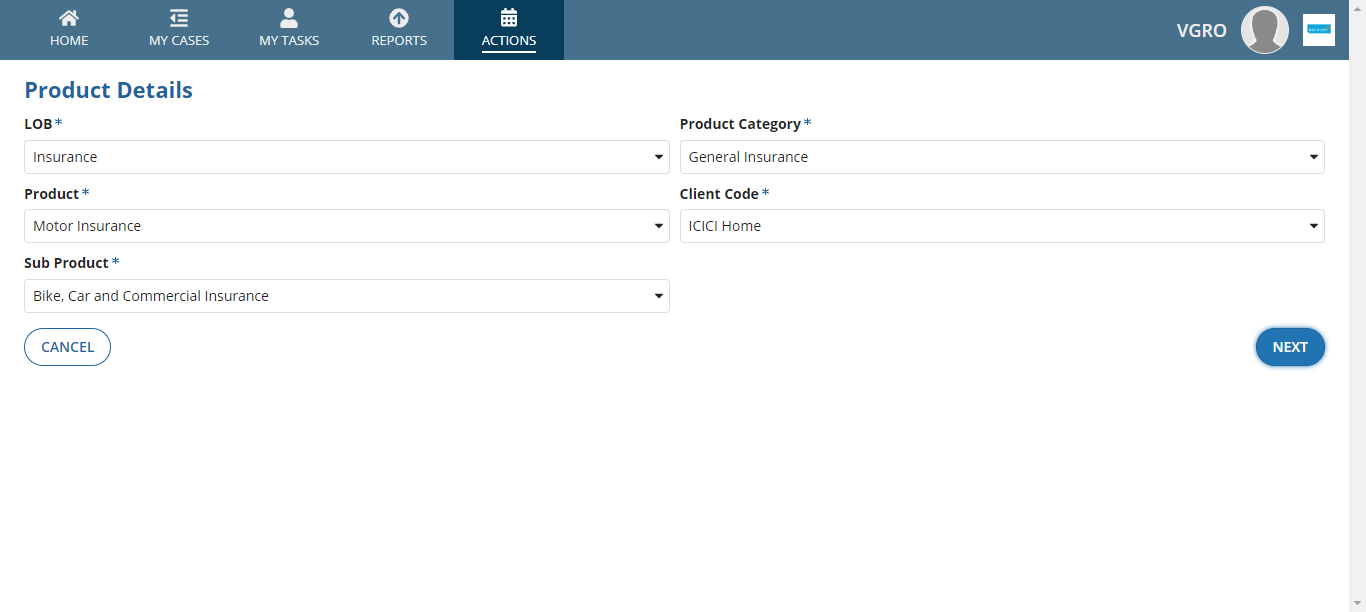 HOME
MY CASES
MY TASKS
REPORTS
ACTIONS
VGRO
Product Details
LOB*
Product Category*
Insurance
General Insurance
Product*
Client Code*
Motor Insurance
ICICI Home
Sub Product*
Bike, Car and Commercial Insurance
CANCEL
NEXT